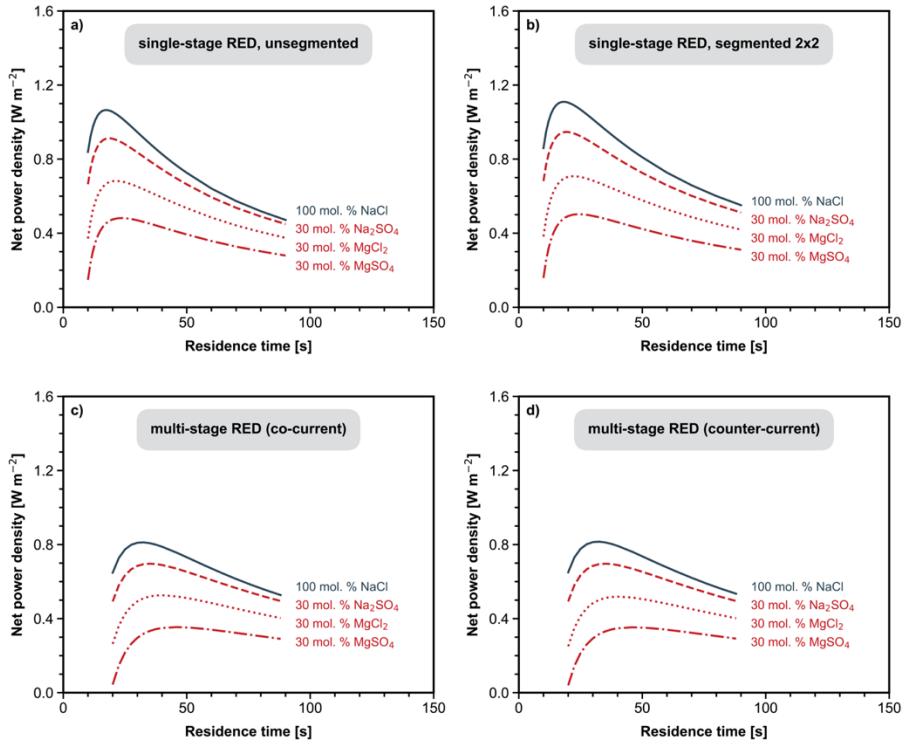 a)
single-stage RED, unsegmented
Net power density [W m⁻²]
1.6
1.2
0.8
0.4
0.0
100 mol. % NaCl
30 mol. % Na₂SO₄
30 mol. % MgCl₂
30 mol. % MgSO₄
0 50 100 150
Residence time [s]
b)
single-stage RED, segmented 2x2
Net power density [W m⁻²]
1.6
1.2
0.8
0.4
0.0
100 mol. % NaCl
30 mol. % Na₂SO₄
30 mol. % MgCl₂
30 mol. % MgSO₄
0 50 100 150
Residence time [s]
c)
multi-stage RED (co-current)
Net power density [W m⁻²]
1.6
1.2
0.8
0.4
0.0
100 mol. % NaCl
30 mol. % Na₂SO₄
30 mol. % MgCl₂
30 mol. % MgSO₄
0 50 100 150
Residence time [s]
d)
multi-stage RED (counter-current)
Net power density [W m⁻²]
1.6
1.2
0.8
0.4
0.0
100 mol. % NaCl
30 mol. % Na₂SO₄
30 mol. % MgCl₂
30 mol. % MgSO₄
0 50 100 150
Residence time [s]